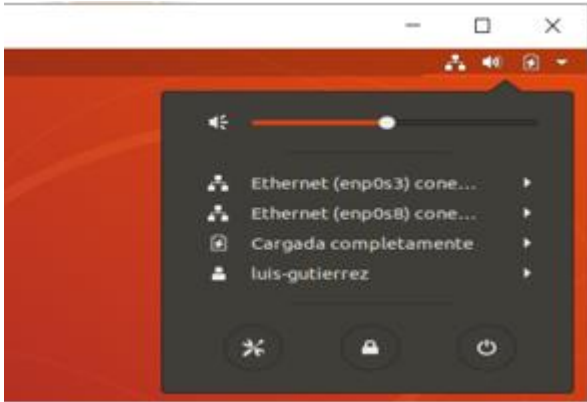 Ethernet (enp0s3) cone...
Ethernet (enp0s8) cone...
Cargada completamente
luis-gutierrez